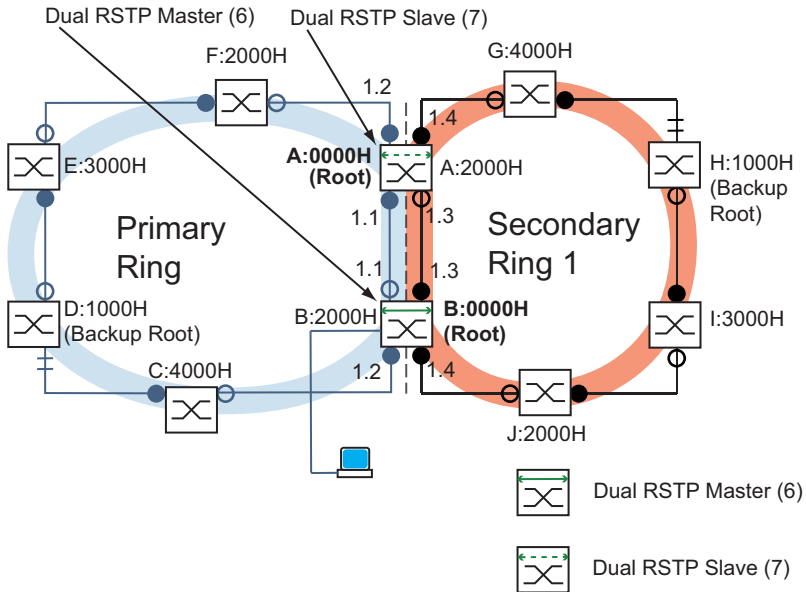 Dual RSTP Master (6)
Dual RSTP Slave (7)
F:2000H
G:4000H
1.2
1.4
E:3000H
A:0000H
(Root)
A:2000H
H:1000H
(Backup
Root)
1.1
1.3
Primary
Ring
Secondary
Ring 1
1.1
1.3
D:1000H
(Backup Root)
B:2000H
B:0000H
(Root)
I:3000H
C:4000H
1.2
1.4
J:2000H
Dual RSTP Master (6)
Dual RSTP Slave (7)